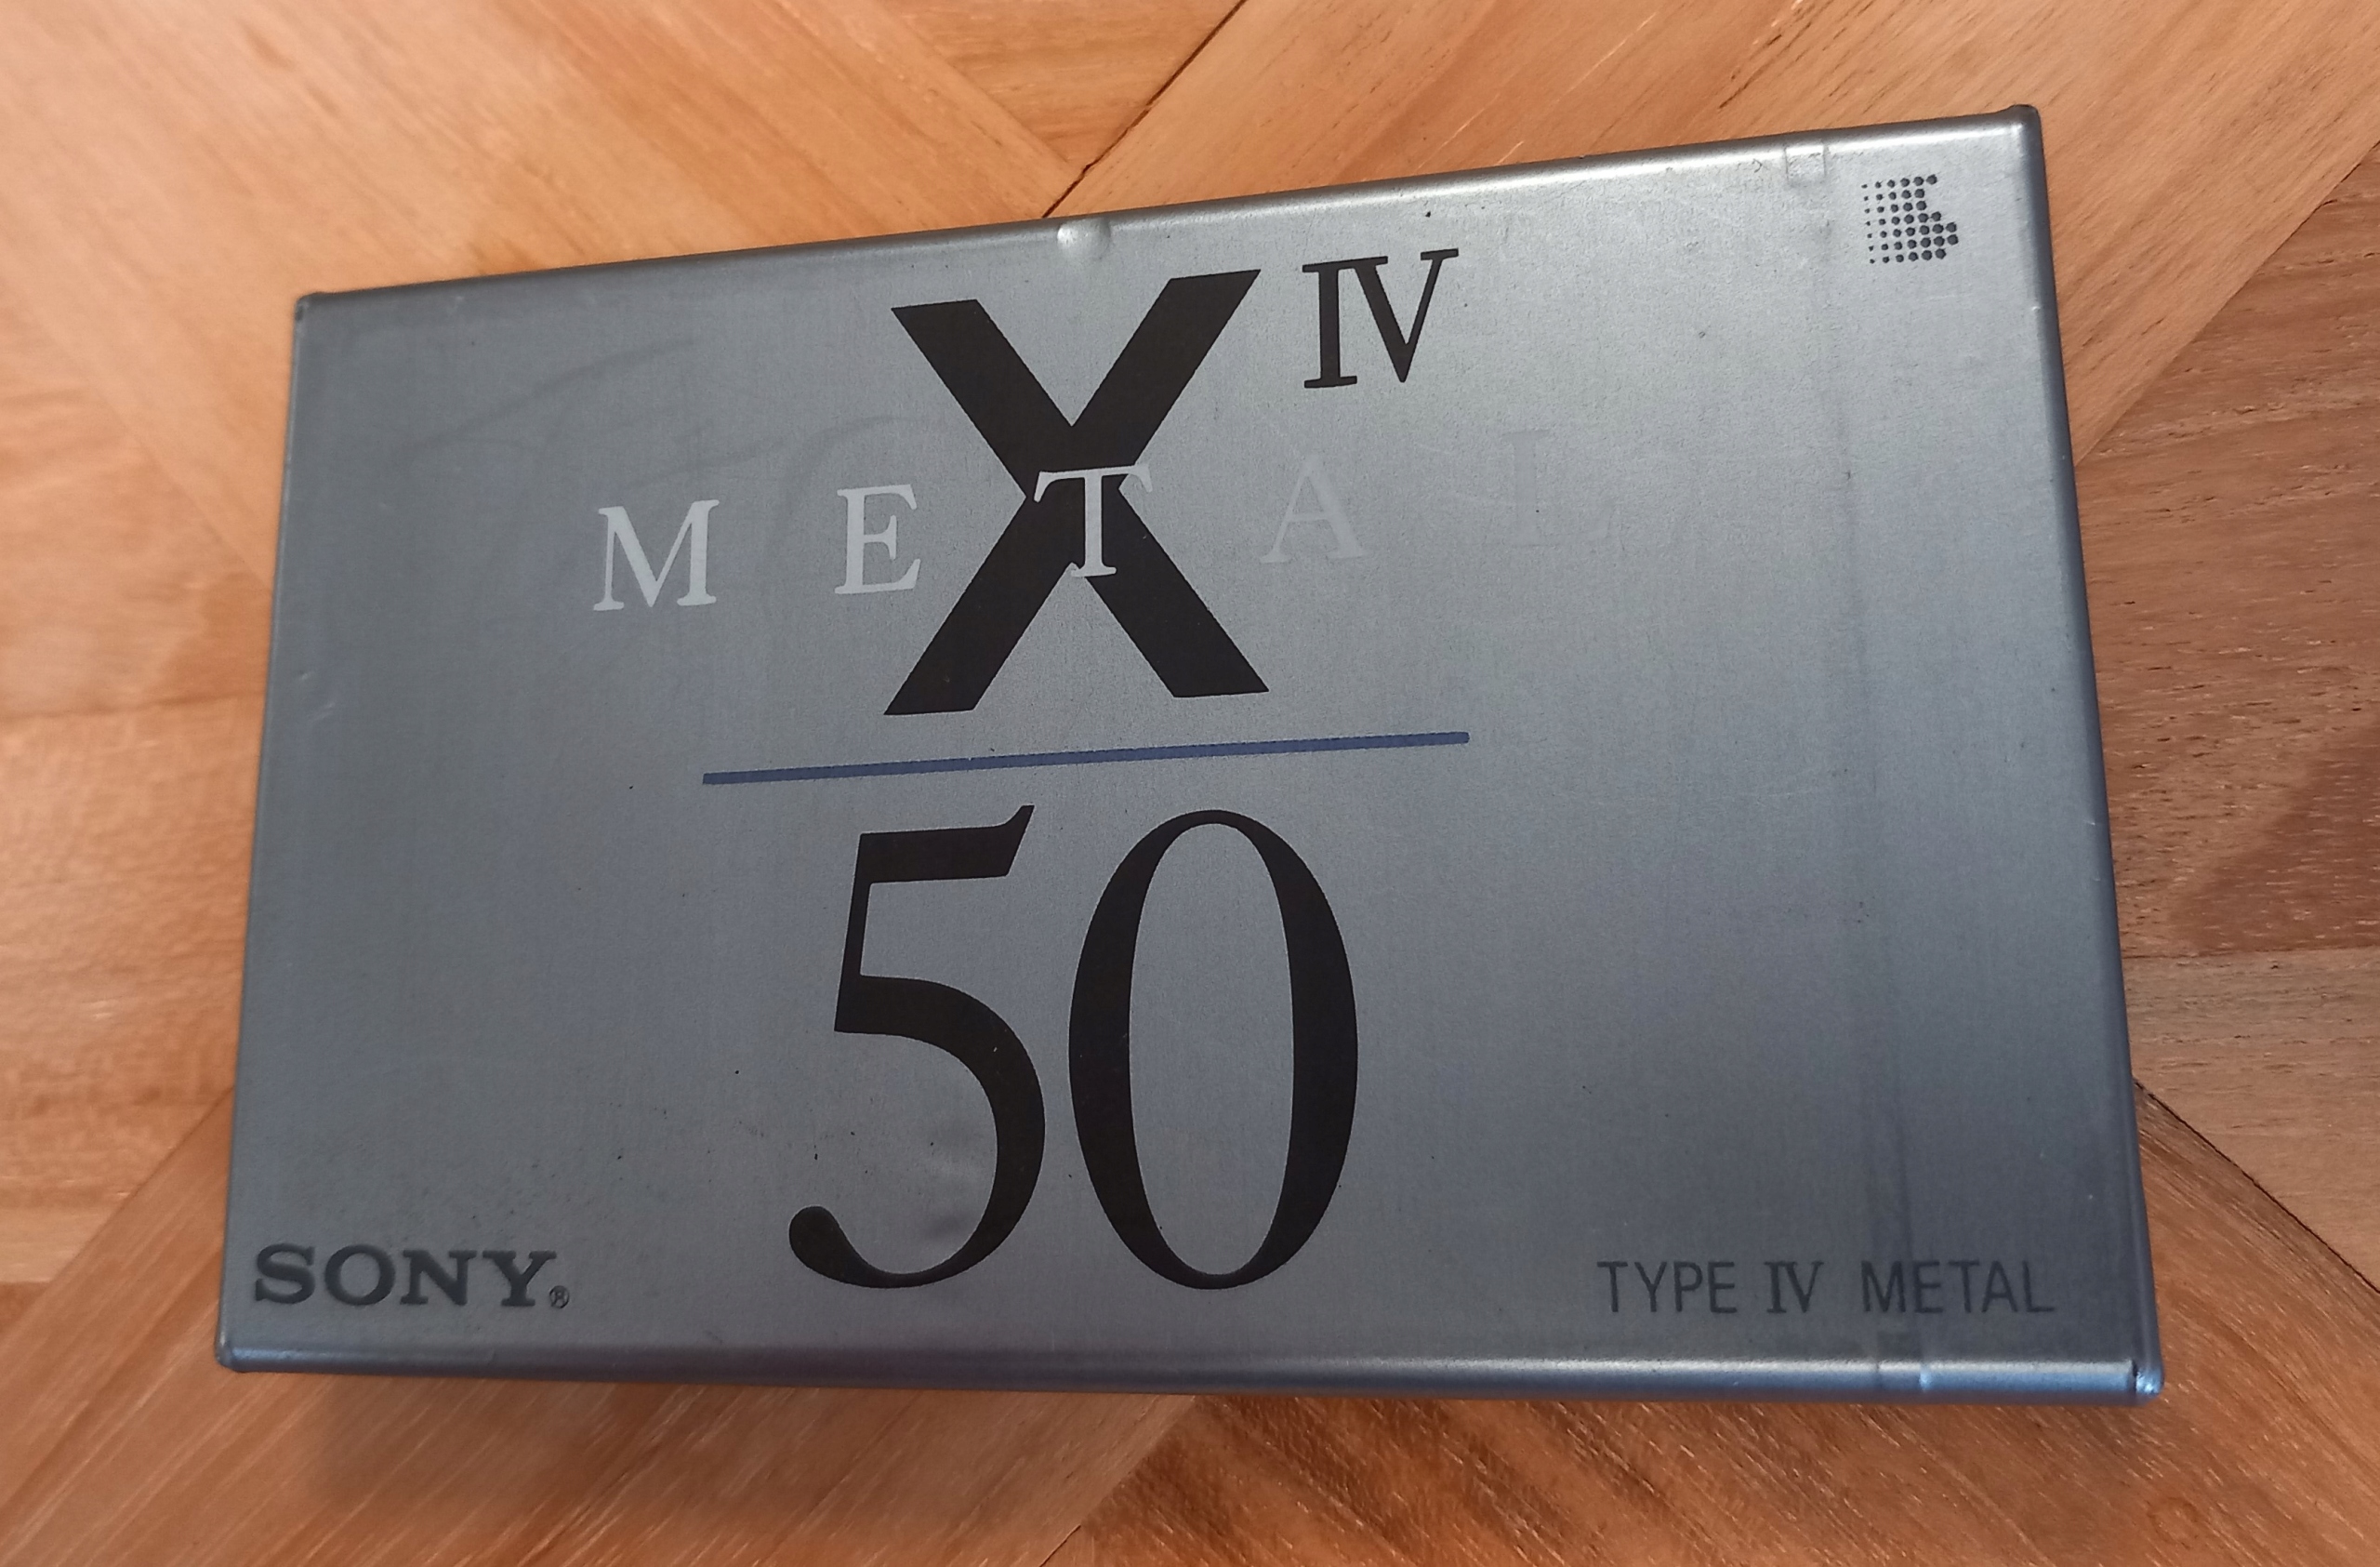 X IV
METAL
50
SONY®
TYPE IV METAL